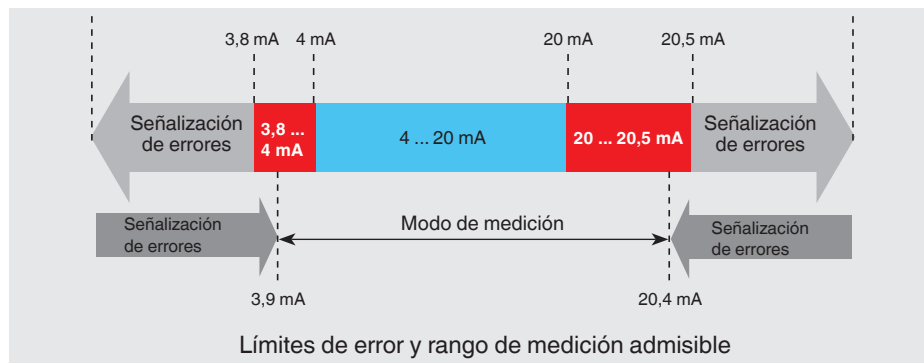 3,8 mA
4 mA
20 mA
20,5 mA
Señalización
de errores
3,8 ...
4 mA
4 ... 20 mA
20 ... 20,5 mA
Señalización
de errores
Señalización
de errores
Modo de medición
Señalización
de errores
3,9 mA
20,4 mA
Límites de error y rango de medición admisible